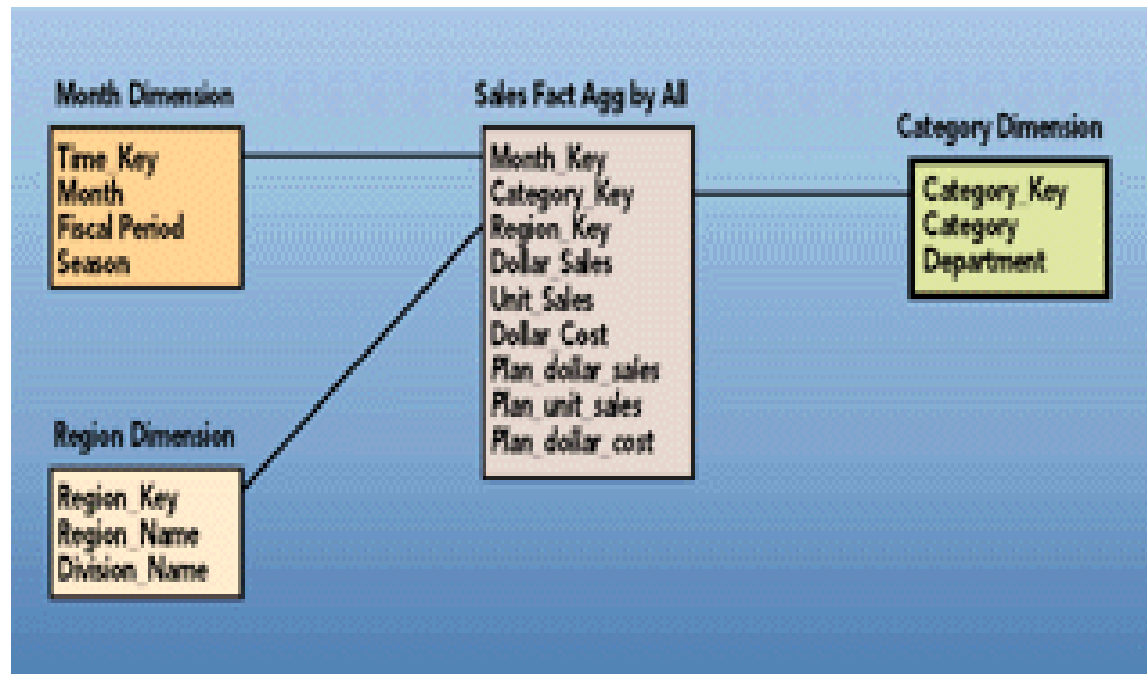 Month Dimension
Time_Key
Month
Fiscal Period
Season
Sales Fact Agg by All
Month_Key
Category_Key
Region_Key
Dollar_Sales
Unit_Sales
Dollar_Cost
Plan_dollar_sales
Plan_unit_sales
Plan_dollar_cost
Category Dimension
Category_Key
Category
Department
Region Dimension
Region_Key
Region_Name
Division_Name